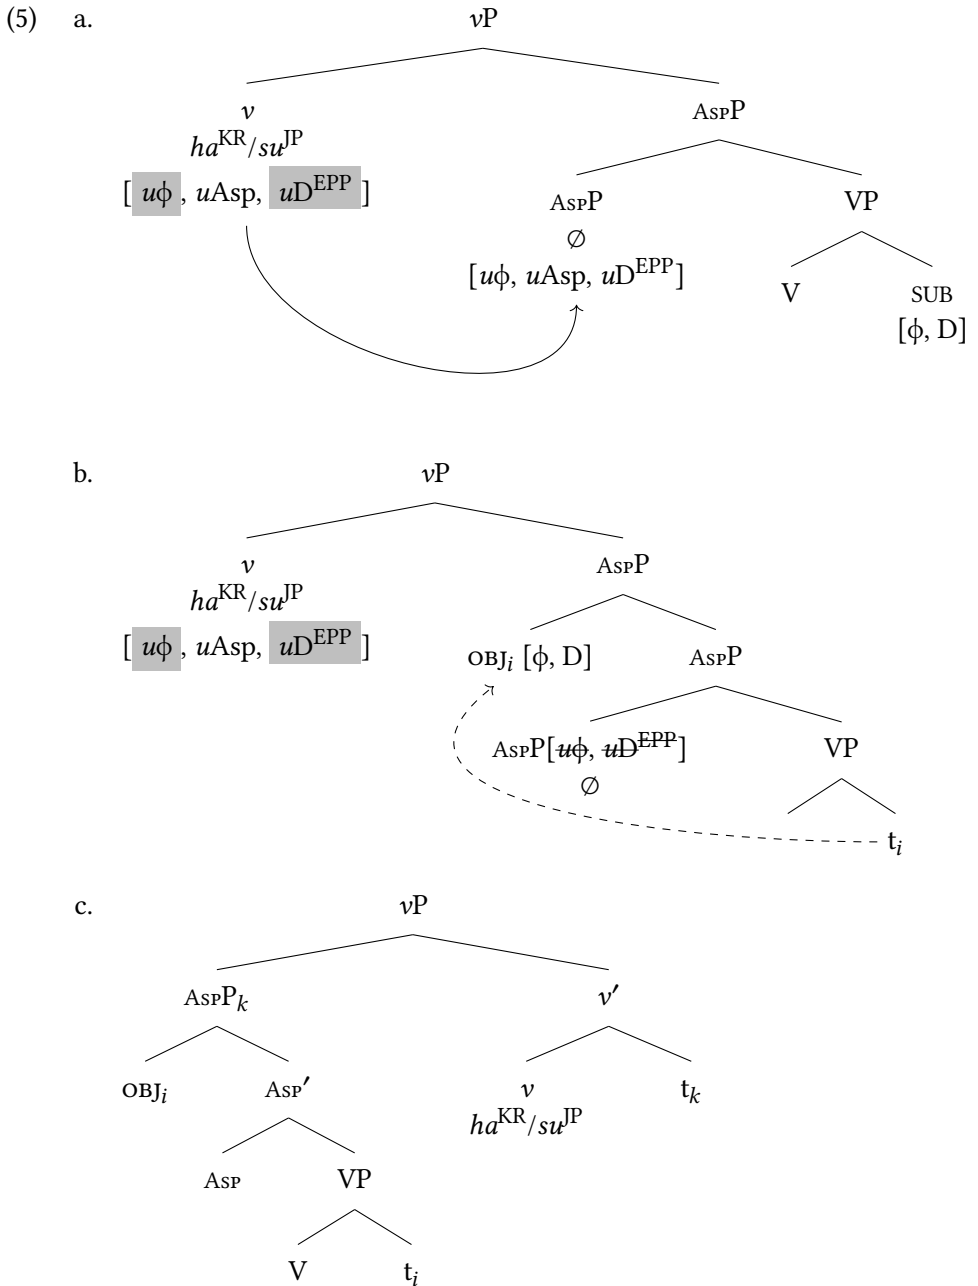 (5) a. vP
v AspP
ha^KR/su^JP
[ uϕ , uAsp, uD^EPP ] AspP VP
∅
[uϕ, uAsp, uD^EPP] V SUB
[ϕ, D]
b. vP
v AspP
ha^KR/su^JP
[ uϕ , uAsp, uD^EPP ] OBJ_i [ϕ, D] AspP
AspP[uϕ, uD^EPP] VP
∅
t_i
c. vP
AspP_k v′
OBJ_i Asp′ v t_k
ha^KR/su^JP
Asp VP
V t_i